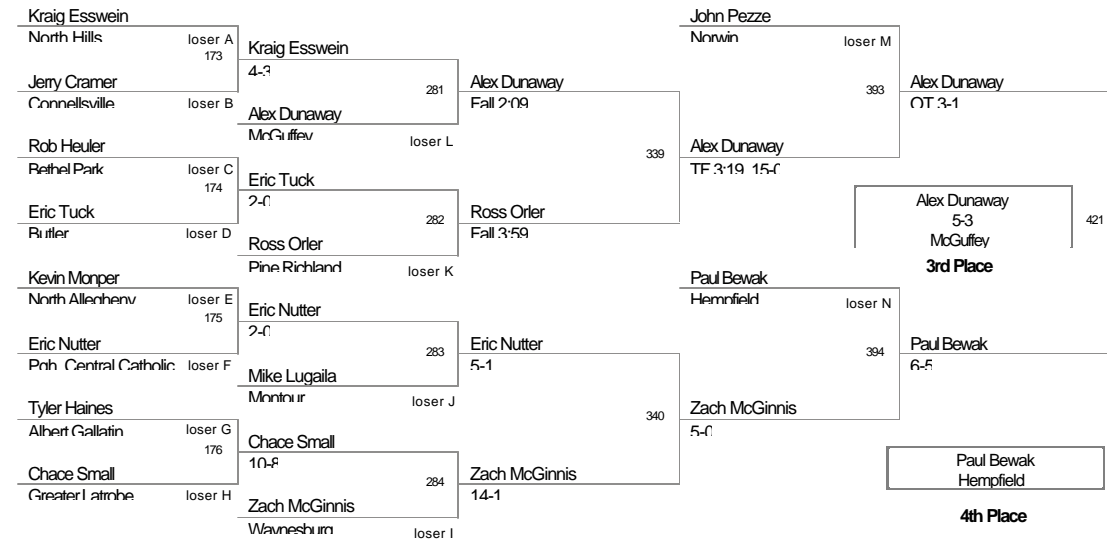 Kraig Esswein
North Hills
loser A
173
Jerry Cramer
Connellsville
loser B
Rob Heuler
Bethel Park
loser C
174
Eric Tuck
Butler
loser D
Kevin Monper
North Allegheny
loser E
175
Eric Nutter
Pgh. Central Catholic
loser F
Tyler Haines
Albert Gallatin
loser G
176
Chace Small
Greater Latrobe
loser H
Kraig Esswein
4-3
281
Alex Dunaway
McGuffey
loser L
Eric Tuck
2-0
282
Ross Orler
Pine Richland
loser K
Eric Nutter
2-0
283
Mike Lugaila
Montour
loser J
Chace Small
10-8
284
Zach McGinnis
Waynesburg
loser I
Alex Dunaway
Fall 2:09
339
Ross Orler
Fall 3:59
Eric Nutter
5-1
340
Zach McGinnis
14-1
John Pezze
Norwin
loser M
393
Alex Dunaway
TF 3:19 15-0
Paul Bewak
Hempfield
loser N
394
Zach McGinnis
5-0
Alex Dunaway
OT 3-1
Alex Dunaway
5-3
McGuffey
421
3rd Place
Paul Bewak
6-5
Paul Bewak
Hempfield
4th Place